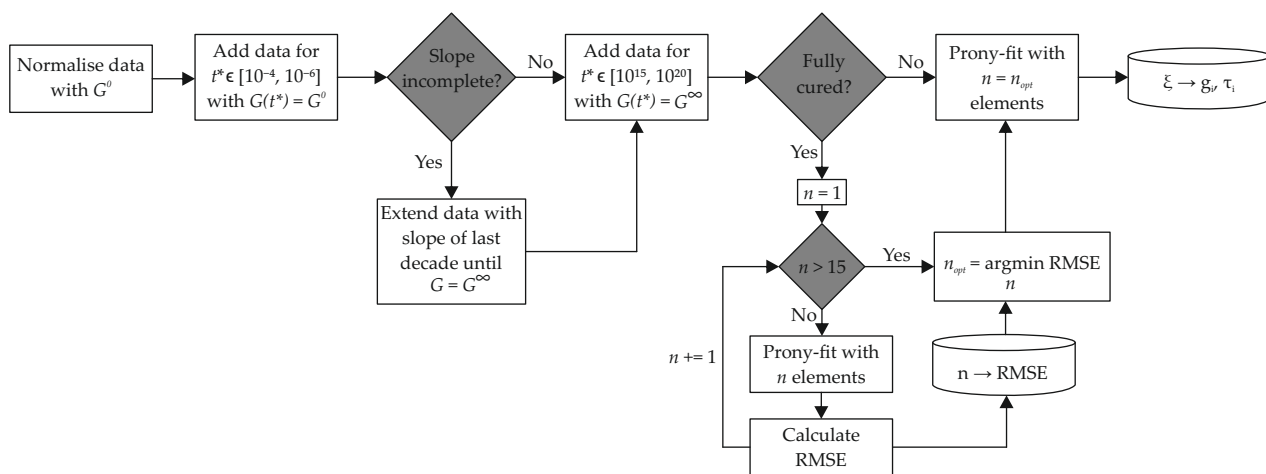 Normalise data
with G⁰
Add data for
t* ϵ [10⁻⁴, 10⁻⁶]
with G(t*) = G⁰
Slope
incomplete?
No
Yes
Extend data with
slope of last
decade until
G = G∞
Add data for
t* ϵ [10¹⁵, 10²⁰]
with G(t*) = G∞
Fully
cured?
No
Yes
n = 1
n > 15
Yes
No
Prony-fit with
n elements
Calculate
RMSE
n += 1
n → RMSE
n_opt = argmin RMSE
n
Prony-fit with
n = n_opt
elements
ξ → gᵢ, τᵢ